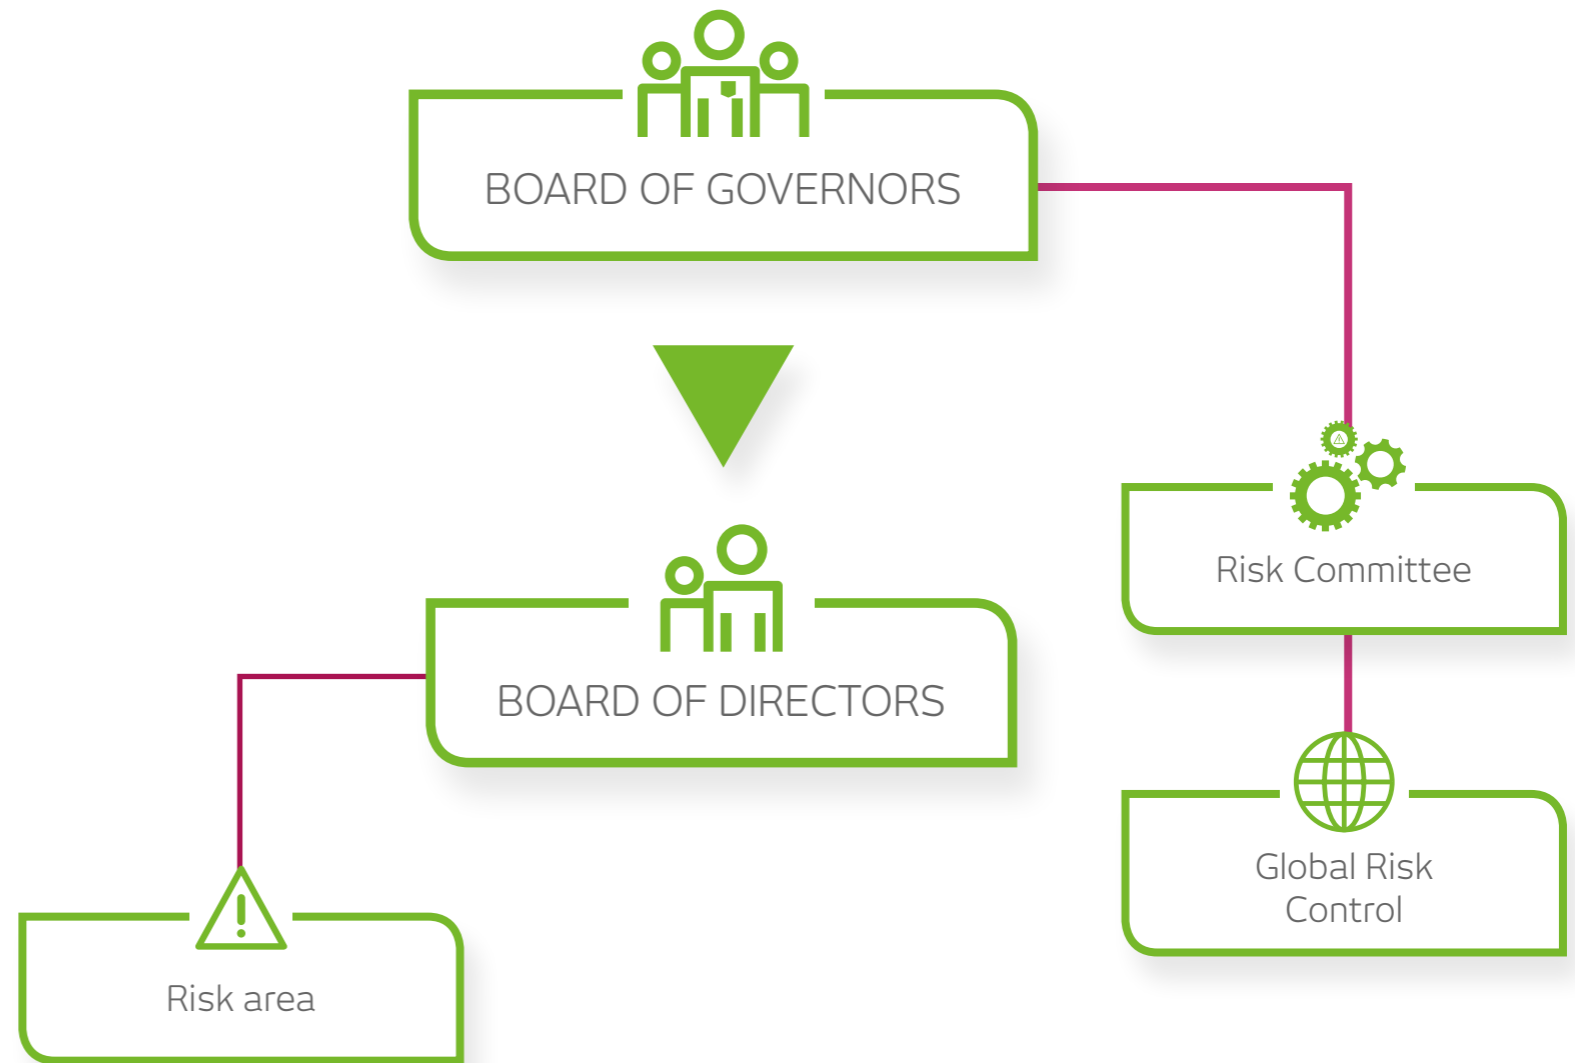 BOARD OF GOVERNORS
Risk Committee
BOARD OF DIRECTORS
Global Risk
Control
Risk area